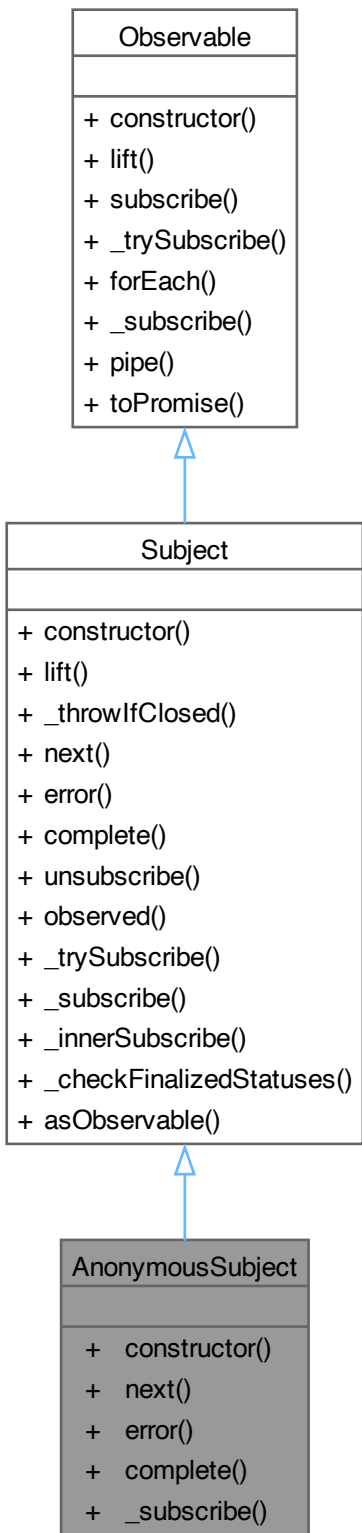 Observable
+ constructor()
+ lift()
+ subscribe()
+ _trySubscribe()
+ forEach()
+ _subscribe()
+ pipe()
+ toPromise()
Subject
+ constructor()
+ lift()
+ _throwIfClosed()
+ next()
+ error()
+ complete()
+ unsubscribe()
+ observed()
+ _trySubscribe()
+ _subscribe()
+ _innerSubscribe()
+ _checkFinalizedStatuses()
+ asObservable()
AnonymousSubject
+ constructor()
+ next()
+ error()
+ complete()
+ _subscribe()